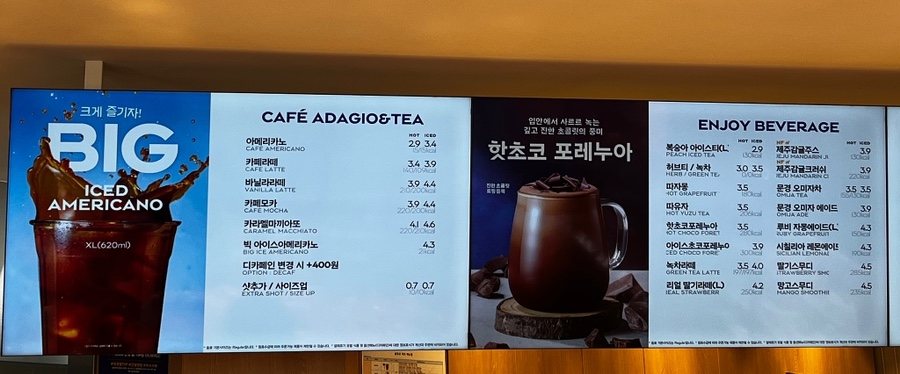 크게 즐기자!
BIG
ICED
AMERICANO
XL(620ml)
CAFÉ ADAGIO&TEA
HOT ICED
아메리카노 2.9 3.4
CAFE AMERICANO
카페라떼 3.4 3.9
CAFE LATTE
바닐라라떼 3.9 4.4
VANILLA LATTE
카페모카 3.9 4.4
CAFÉ MOCHA 220/200kcal
카라멜마끼아또 4.1 4.6
CARAMEL MACCHIATO
빅 아이스아메리카노 4.3
BIG ICE AMERICANO
디카페인 변경 시 +400원
OPTION : DECAF
샷추가 / 사이즈업 0.7 0.7
EXTRA SHOT / SIZE UP
입안에서 사르르 녹는
깊고 진한 초콜릿의 풍미
핫초코 포레누아
진한 초콜릿
ENJOY BEVERAGE
HOT ICED
복숭아 아이스티(L) 2.9
PEACH ICED TEA
허브티 / 녹차 3.0 3.5
HERB / GREEN TE
자몽 3.5
HOT GRAPEFRUIT
유자 3.5
HOT YUZU TEA
핫초코포레누아 3.5
HOT CHOCO FORET
아이스초코포레누아 3.9
ICED CHOCO FORE
녹차라떼 3.5 4.0
GREEN TEA LATTE
리얼 딸기라떼(L) 4.2
REAL STRAWBERR
HOT ICED
제주감귤주스 3.9
JEJU MANDARIN JU
제주감귤크러쉬 3.9
JEJU MANDARIN C
문경 오미자차 3.5 3.5
OMIJA TEA
문경 오미자 에이드 3.9
OMIJA ADE
루비 자몽에이드(L) 4.3
RUBY GRAPEFRUIT
시칠리아 레몬에이드 4.3
SICILIAN LEMONA
딸기스무디 4.5
STRAWBERRY SMO
망고스무디 4.5
MANGO SMOOTHIE